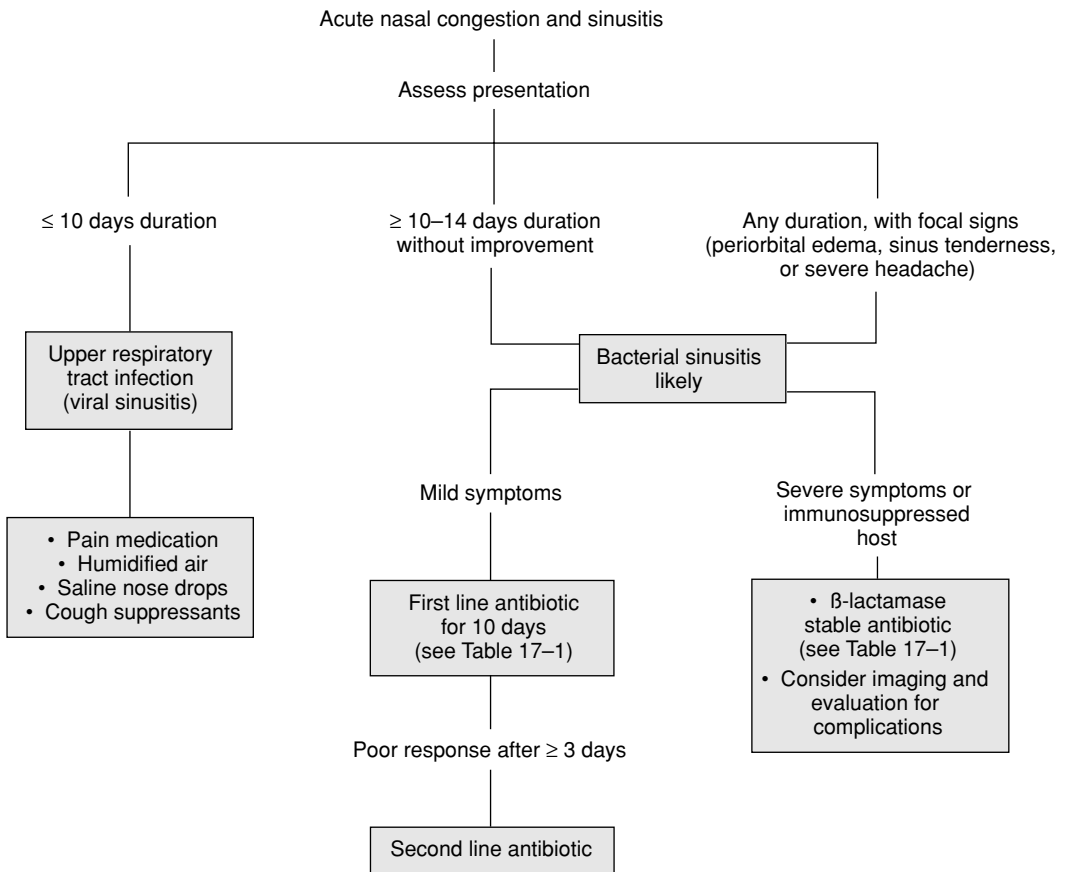 Acute nasal congestion and sinusitis
Assess presentation
≤ 10 days duration
≥ 10–14 days duration
without improvement
Any duration, with focal signs
(periorbital edema, sinus tenderness,
or severe headache)
Upper respiratory
tract infection
(viral sinusitis)
Bacterial sinusitis
likely
• Pain medication
• Humidified air
• Saline nose drops
• Cough suppressants
Mild symptoms
Severe symptoms or
immunosuppressed
host
First line antibiotic
for 10 days
(see Table 17–1)
• ß-lactamase
stable antibiotic
(see Table 17–1)
• Consider imaging and
evaluation for
complications
Poor response after ≥ 3 days
Second line antibiotic